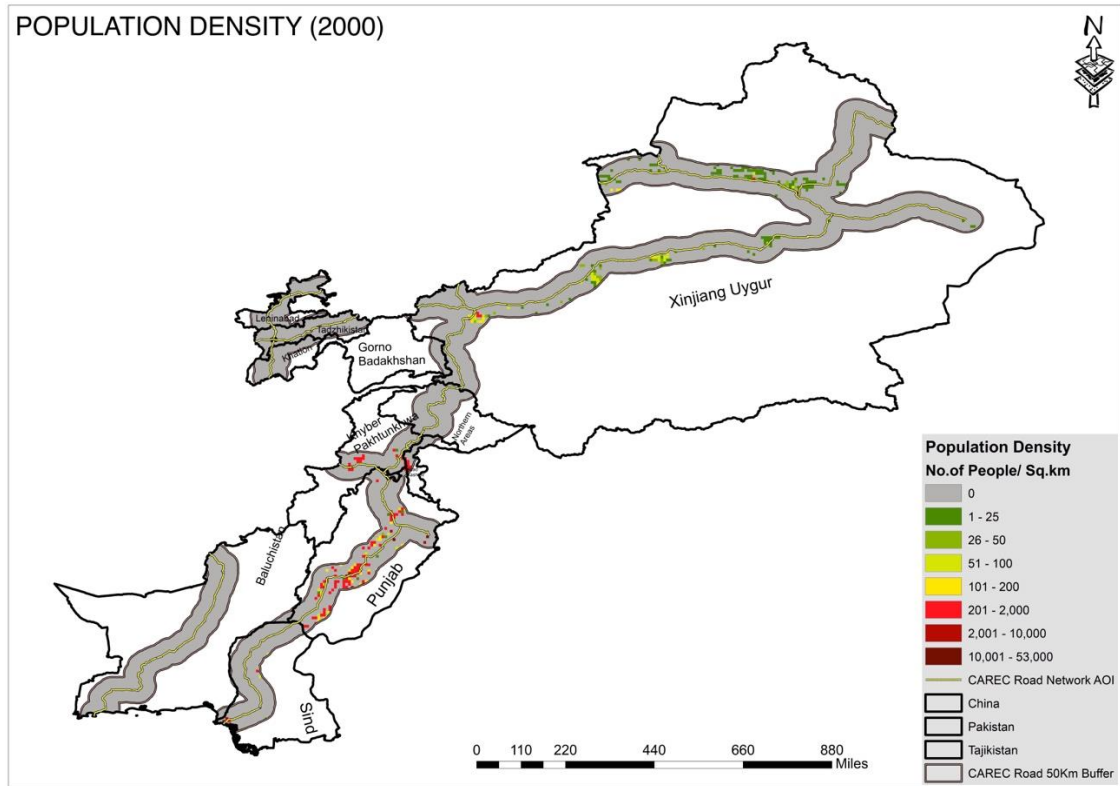 POPULATION DENSITY (2000)
N
Xinjiang Uygur
Leninabad
Tadzhikistan
Khatlon
Gorno
Badakhshan
Khyber
Pakhtunkhwa
Northern
Areas
Baluchistan
Punjab
Sind
Population Density
No.of People/ Sq.km
0
1 - 25
26 - 50
51 - 100
101 - 200
201 - 2,000
2,001 - 10,000
10,001 - 53,000
CAREC Road Network AOI
China
Pakistan
Tajikistan
CAREC Road 50Km Buffer
0 110 220 440 660 880
Miles